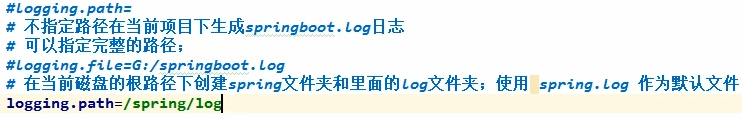 #logging.path=
# 不指定路径在当前项目下生成springboot.log日志
# 可以指定完整的路径；
#logging.file=G:/springboot.log
# 在当前磁盘的根路径下创建spring文件夹和里面的log文件夹；使用 spring.log 作为默认文件
logging.path=/spring/log